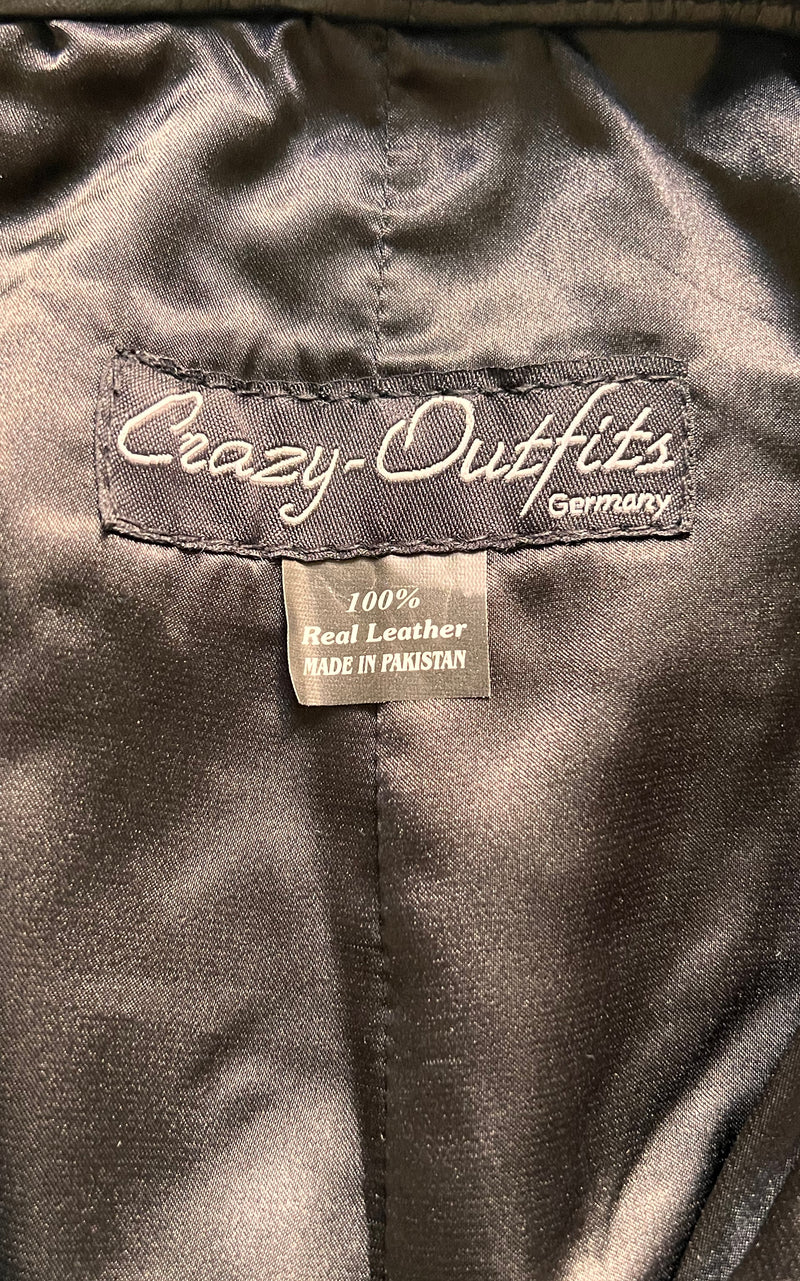 Crazy-Outfits
Germany
100%
Real Leather
MADE IN PAKISTAN